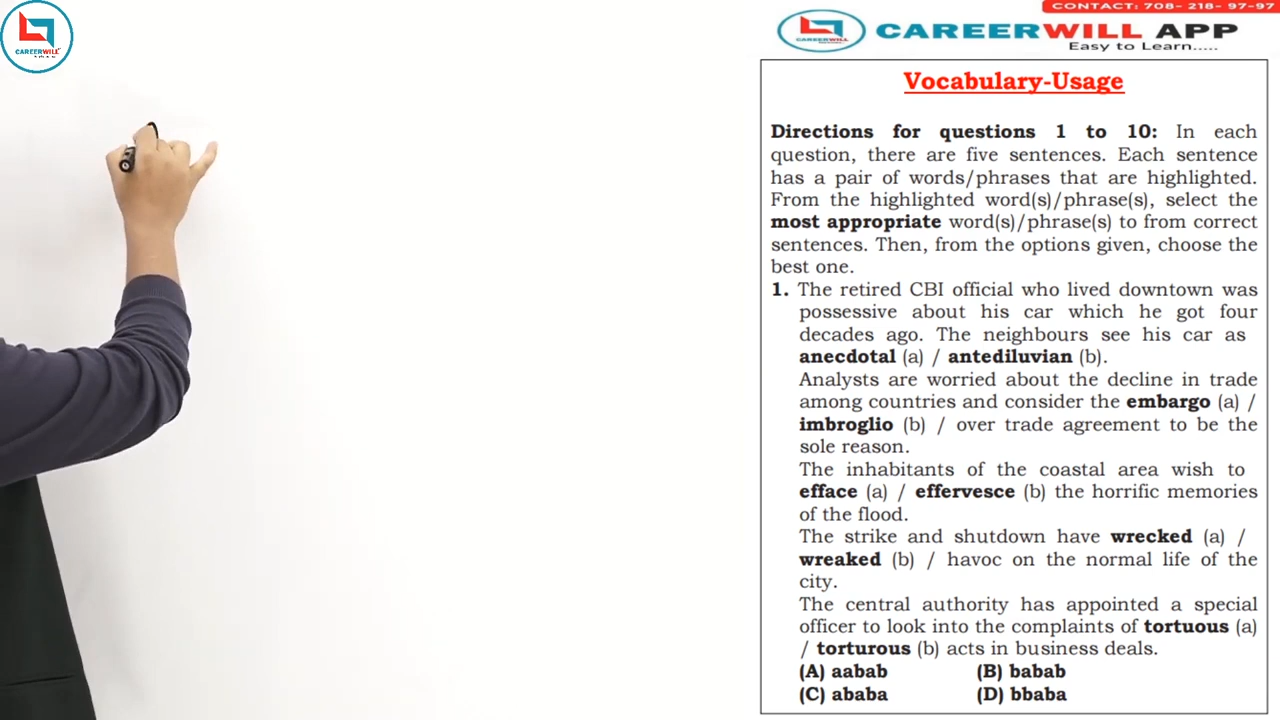 CAREERWILL
CONTACT: 708- 218- 97-97
CAREERWILL
CAREERWILL APP
Easy to Learn.....
Vocabulary-Usage
Directions for questions 1 to 10: In each
question, there are five sentences. Each sentence
has a pair of words/phrases that are highlighted.
From the highlighted word(s)/phrase(s), select the
most appropriate word(s)/phrase(s) to from correct
sentences. Then, from the options given, choose the
best one.
1. The retired CBI official who lived downtown was
possessive about his car which he got four
decades ago. The neighbours see his car as
anecdotal (a) / antediluvian (b).
Analysts are worried about the decline in trade
among countries and consider the embargo (a) /
imbroglio (b) / over trade agreement to be the
sole reason.
The inhabitants of the coastal area wish to
efface (a) / effervesce (b) the horrific memories
of the flood.
The strike and shutdown have wrecked (a) /
wreaked (b) / havoc on the normal life of the
city.
The central authority has appointed a special
officer to look into the complaints of tortuous (a)
/ torturous (b) acts in business deals.
(A) aabab (B) babab
(C) ababa (D) bbaba